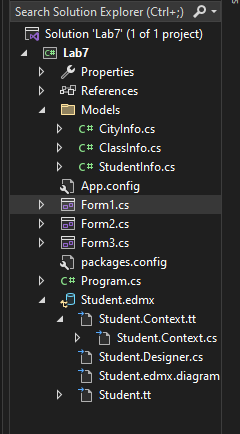 Search Solution Explorer (Ctrl+;)
Solution 'Lab7' (1 of 1 project)
C# Lab7
Properties
References
Models
C# CityInfo.cs
C# ClassInfo.cs
C# StudentInfo.cs
App.config
Form1.cs
Form2.cs
Form3.cs
packages.config
C# Program.cs
Student.edmx
Student.Context.tt
Student.Context.cs
Student.Designer.cs
Student.edmx.diagram
Student.tt